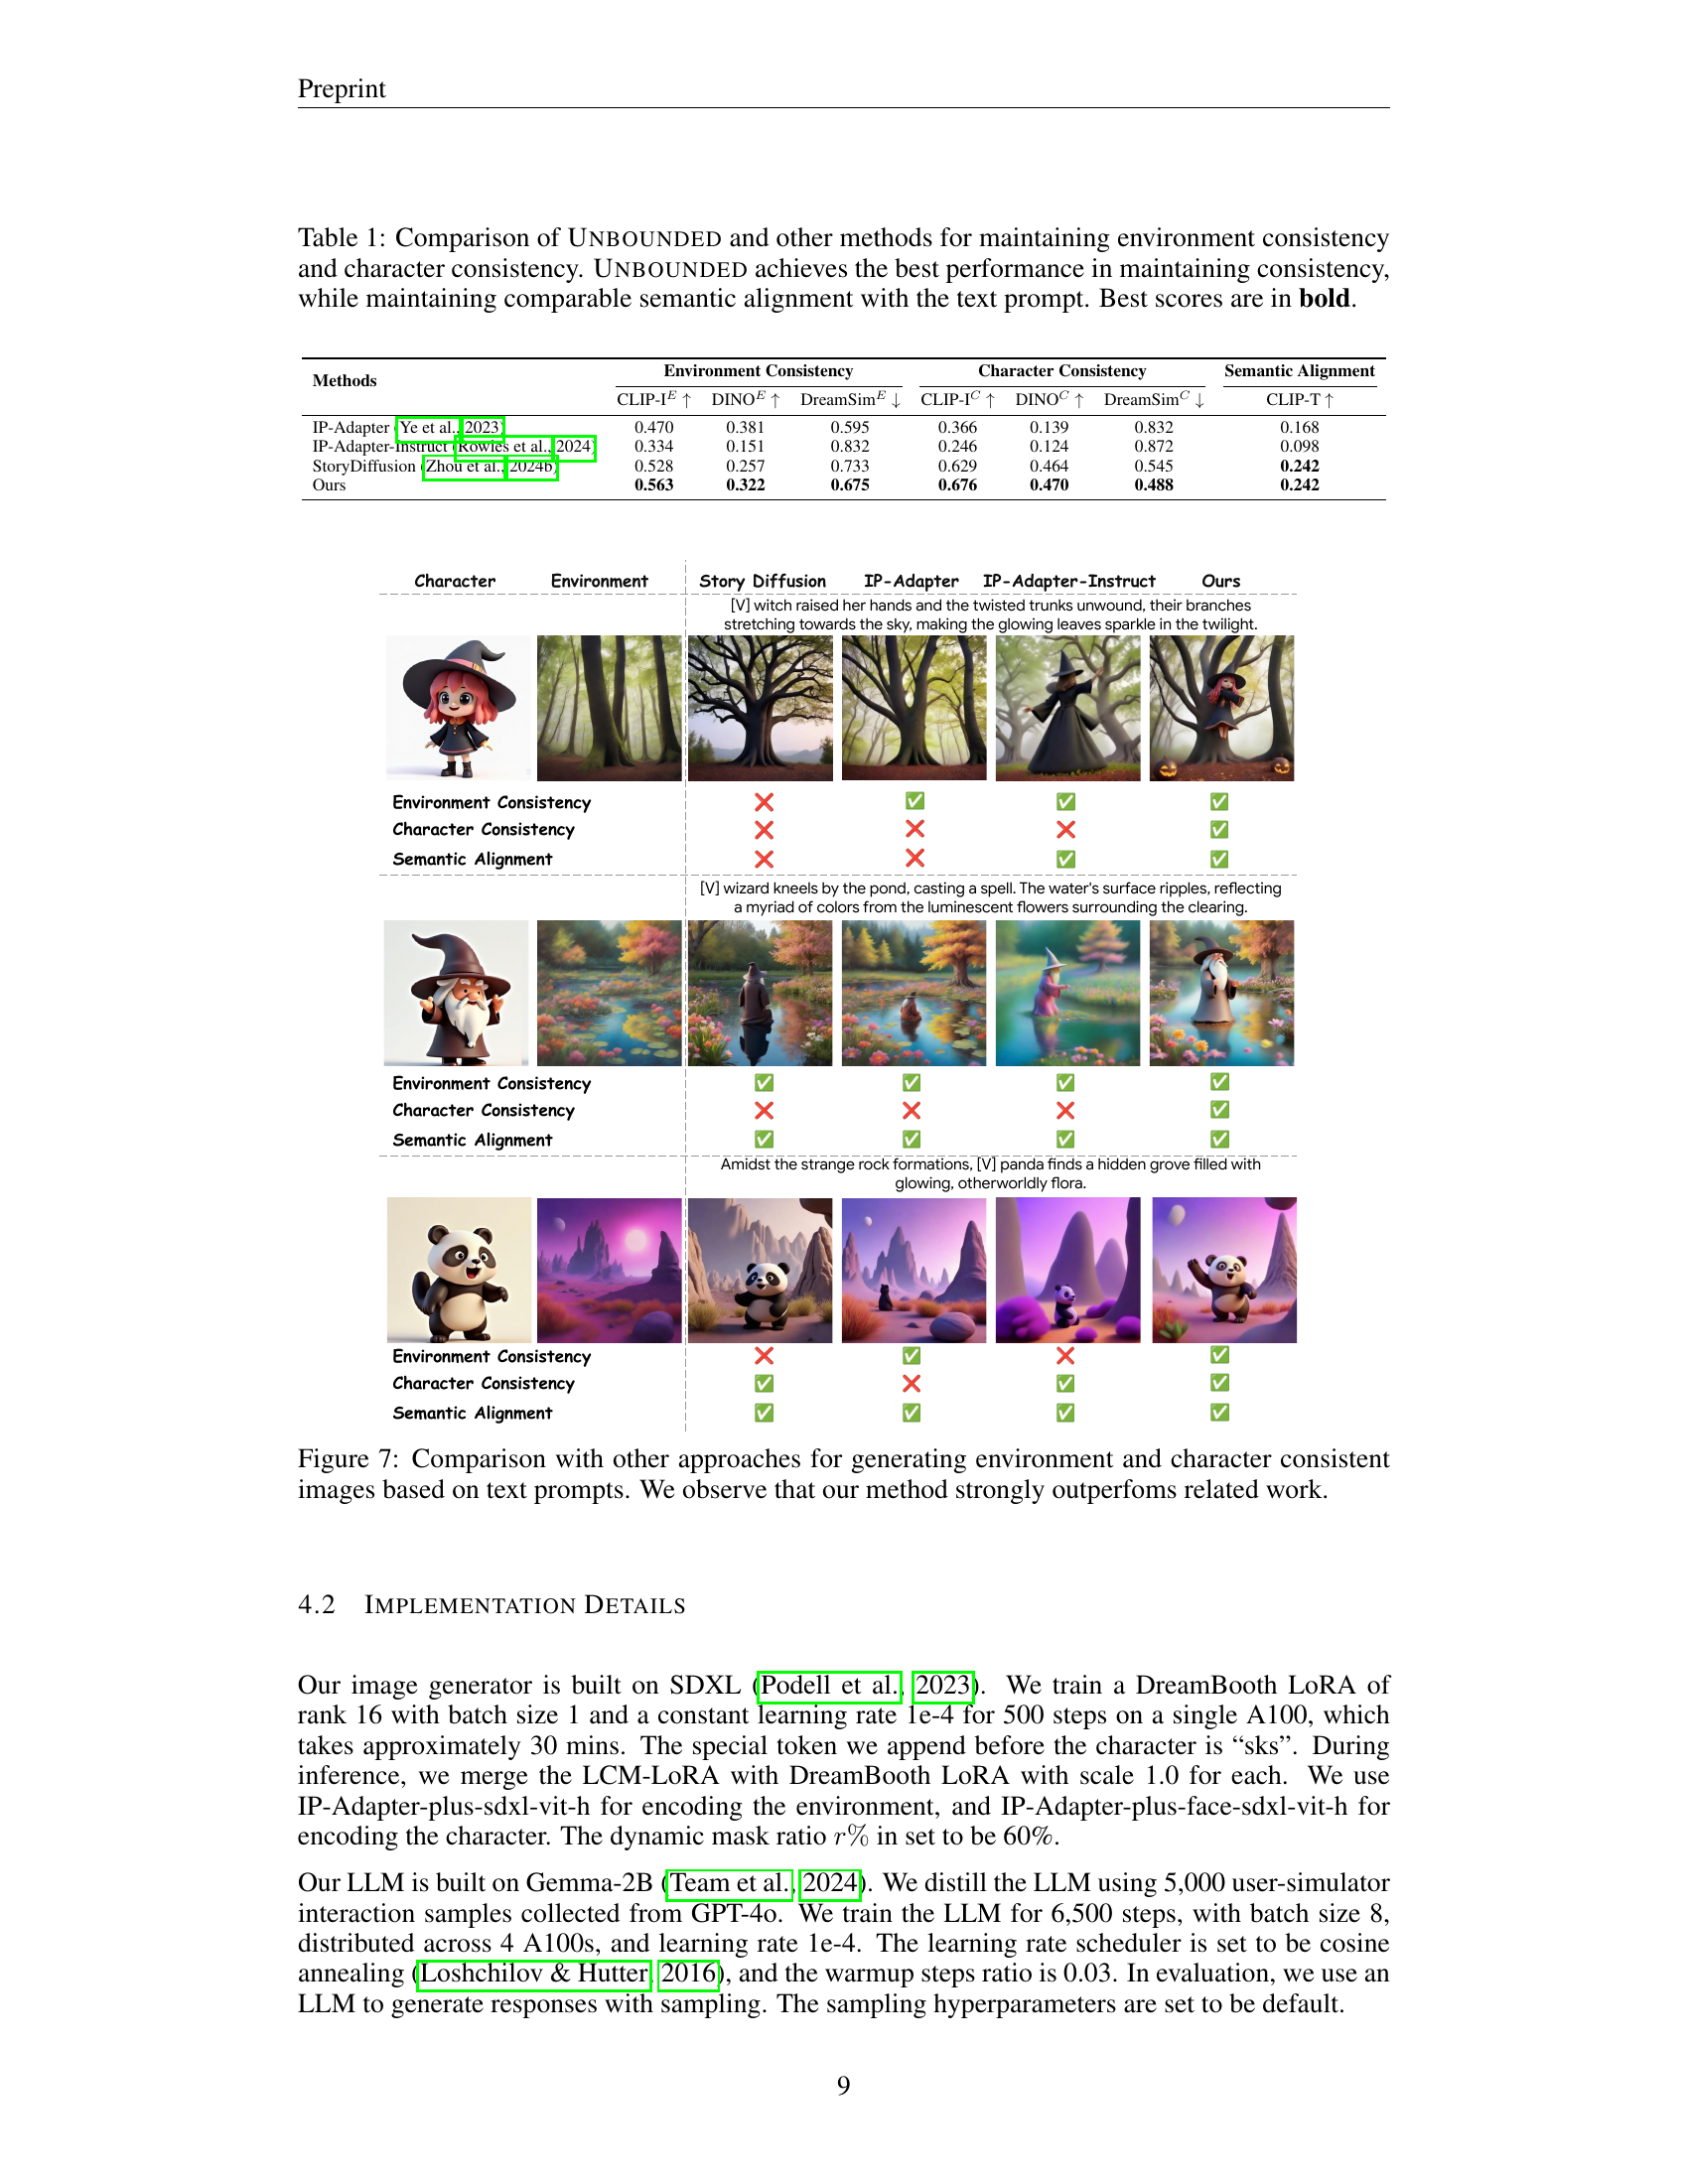 Preprint
Table 1: Comparison of UNBOUNDED and other methods for maintaining environment consistency
and character consistency. UNBOUNDED achieves the best performance in maintaining consistency,
while maintaining comparable semantic alignment with the text prompt. Best scores are in bold.
Methods Environment Consistency Character Consistency Semantic Alignment
CLIP-I^E ↑ DINO^E ↑ DreamSim^E ↓ CLIP-I^C ↑ DINO^C ↑ DreamSim^C ↓ CLIP-T ↑
IP-Adapter (Ye et al., 2023) 0.470 0.381 0.595 0.366 0.139 0.832 0.168
IP-Adapter-Instruct (Rowles et al., 2024) 0.334 0.151 0.832 0.246 0.124 0.872 0.098
StoryDiffusion (Zhou et al., 2024b) 0.528 0.257 0.733 0.629 0.464 0.545 0.242
Ours 0.563 0.322 0.675 0.676 0.470 0.488 0.242
Character Environment Story Diffusion IP-Adapter IP-Adapter-Instruct Ours
[V] witch raised her hands and the twisted trunks unwound, their branches
stretching towards the sky, making the glowing leaves sparkle in the twilight.
Environment Consistency ❌ ✅ ✅ ✅
Character Consistency ❌ ❌ ❌ ✅
Semantic Alignment ❌ ❌ ✅ ✅
[V] wizard kneels by the pond, casting a spell. The water's surface ripples, reflecting
a myriad of colors from the luminescent flowers surrounding the clearing.
Environment Consistency ✅ ✅ ✅ ✅
Character Consistency ❌ ❌ ❌ ✅
Semantic Alignment ✅ ✅ ✅ ✅
Amidst the strange rock formations, [V] panda finds a hidden grove filled with
glowing, otherworldly flora.
Environment Consistency ❌ ✅ ❌ ✅
Character Consistency ✅ ❌ ✅ ✅
Semantic Alignment ✅ ✅ ✅ ✅
Figure 7: Comparison with other approaches for generating environment and character consistent
images based on text prompts. We observe that our method strongly outperfoms related work.
4.2 IMPLEMENTATION DETAILS
Our image generator is built on SDXL (Podell et al., 2023). We train a DreamBooth LoRA of
rank 16 with batch size 1 and a constant learning rate 1e-4 for 500 steps on a single A100, which
takes approximately 30 mins. The special token we append before the character is “sks”. During
inference, we merge the LCM-LoRA with DreamBooth LoRA with scale 1.0 for each. We use
IP-Adapter-plus-sdxl-vit-h for encoding the environment, and IP-Adapter-plus-face-sdxl-vit-h for
encoding the character. The dynamic mask ratio r% in set to be 60%.
Our LLM is built on Gemma-2B (Team et al., 2024). We distill the LLM using 5,000 user-simulator
interaction samples collected from GPT-4o. We train the LLM for 6,500 steps, with batch size 8,
distributed across 4 A100s, and learning rate 1e-4. The learning rate scheduler is set to be cosine
annealing (Loshchilov & Hutter, 2016), and the warmup steps ratio is 0.03. In evaluation, we use an
LLM to generate responses with sampling. The sampling hyperparameters are set to be default.
9